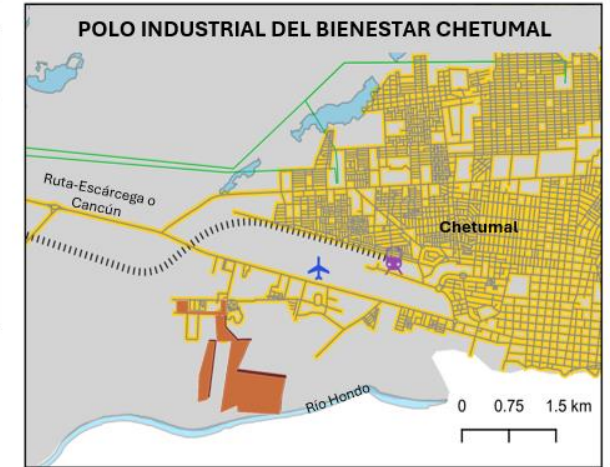 POLO INDUSTRIAL DEL BIENESTAR CHETUMAL
Ruta-Escárcega o
Cancún
Chetumal
Río Hondo
0 0.75 1.5 km